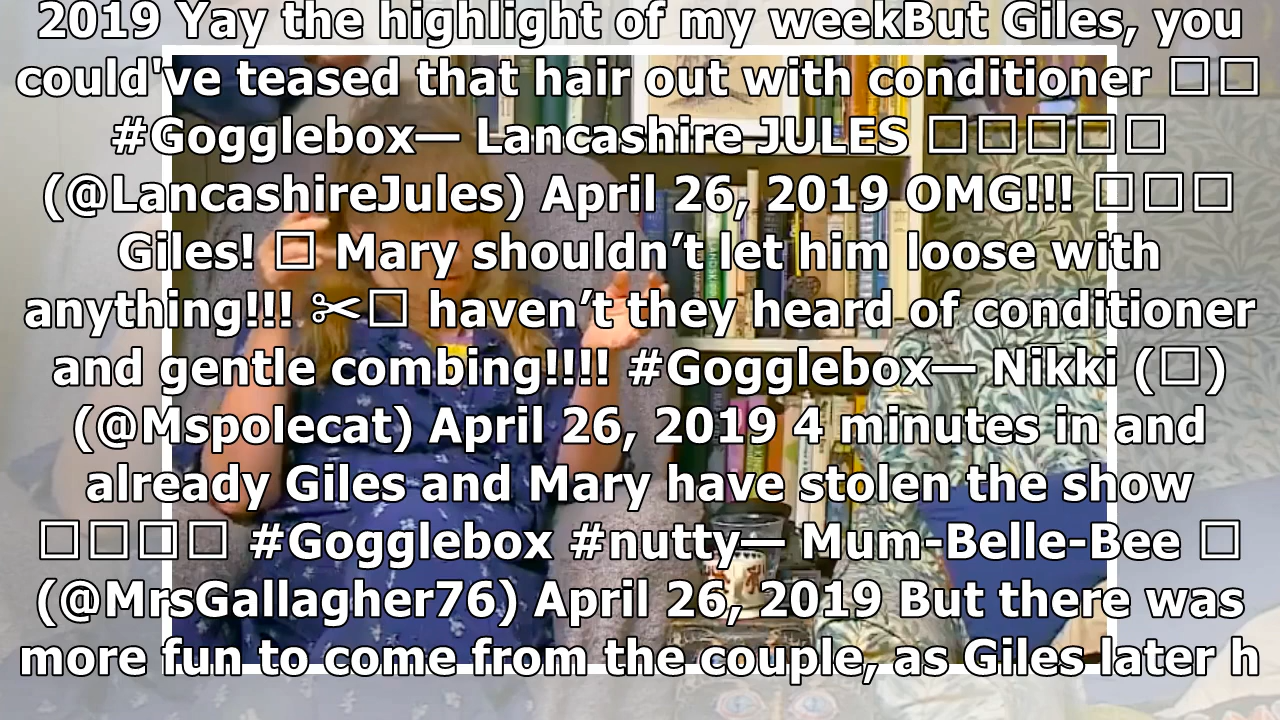 2019 Yay the highlight of my weekBut Giles, you
could've teased that hair out with conditioner □□
#Gogglebox— Lancashire JULES □□□□□
(@LancashireJules) April 26, 2019 OMG!!! □□□
Giles! □ Mary shouldn’t let him loose with
anything!!! ✂□ haven’t they heard of conditioner
and gentle combing!!!! #Gogglebox— Nikki (□)
(@Mspolecat) April 26, 2019 4 minutes in and
already Giles and Mary have stolen the show
□□□□ #Gogglebox #nutty— Mum-Belle-Bee □
(@MrsGallagher76) April 26, 2019 But there was
more fun to come from the couple, as Giles later h